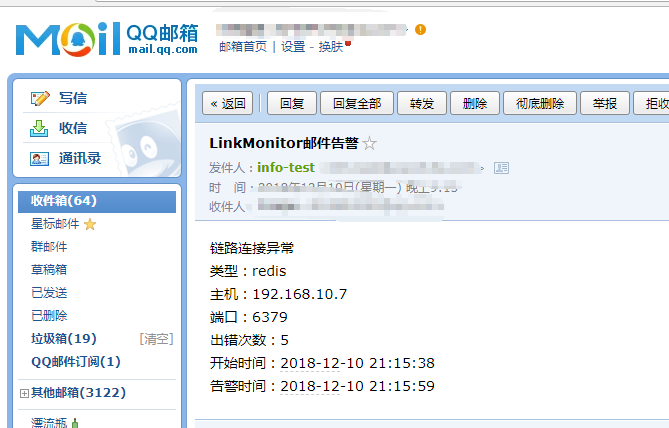 Mail QQ邮箱
mail.qq.com
邮箱首页 | 设置 - 换肤
写信
收信
通讯录
收件箱(64)
星标邮件
群邮件
草稿箱
已发送
已删除
垃圾箱(19) [清空]
QQ邮件订阅(1)
其他邮箱(3122)
漂流瓶
« 返回 回复 回复全部 转发 删除 彻底删除 举报 拒收
LinkMonitor邮件告警
发件人：info-test
时 间：2018年12月10日(星期一) 晚上9:15
收件人：
链路连接异常
类型：redis
主机：192.168.10.7
端口：6379
出错次数：5
开始时间：2018-12-10 21:15:38
告警时间：2018-12-10 21:15:59